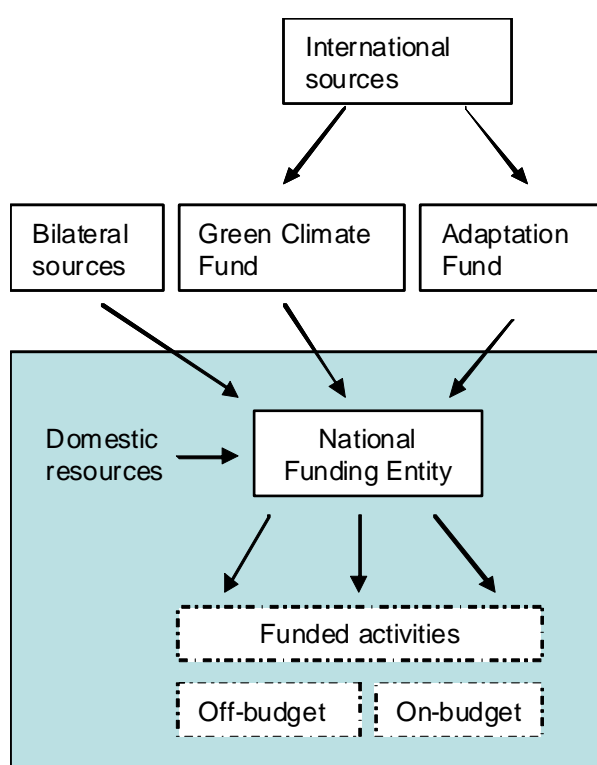 International
sources
Bilateral
sources
Green Climate
Fund
Adaptation
Fund
Domestic
resources
National
Funding Entity
Funded activities
Off-budget
On-budget